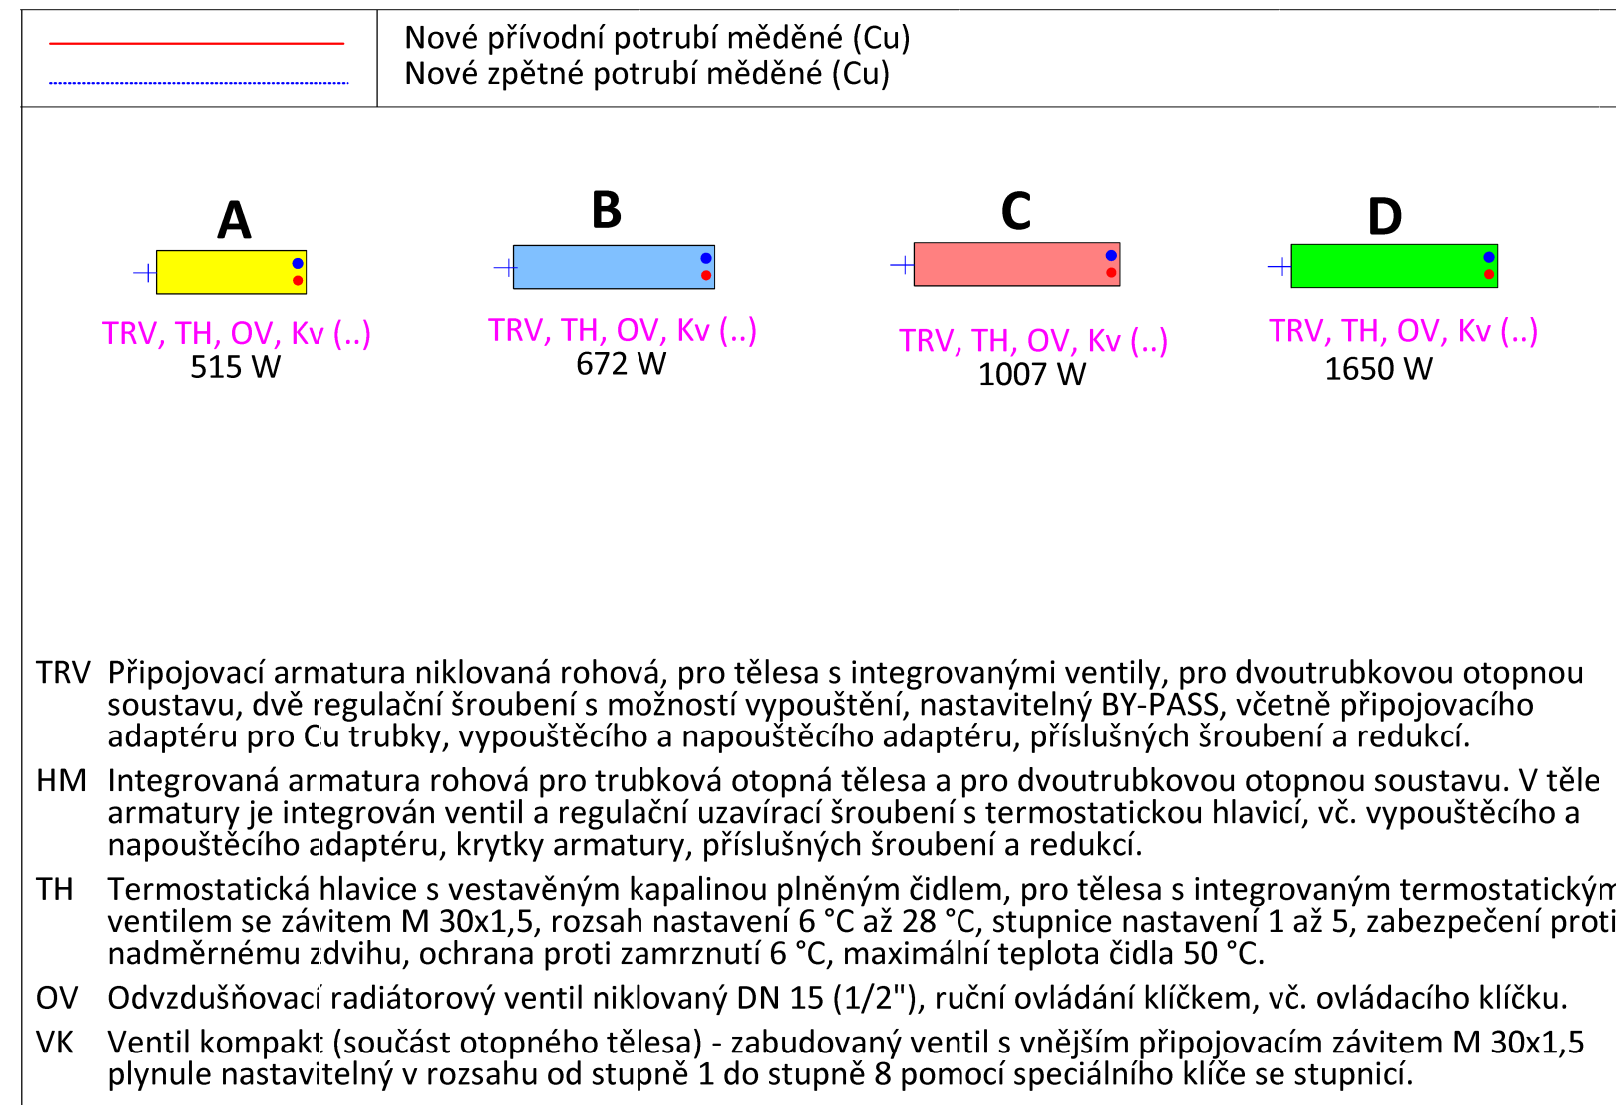 Nové přívodní potrubí měděné (Cu)
Nové zpětné potrubí měděné (Cu)
A
B
C
D
TRV, TH, OV, Kv (..)
515 W
TRV, TH, OV, Kv (..)
672 W
TRV, TH, OV, Kv (..)
1007 W
TRV, TH, OV, Kv (..)
1650 W
TRV Připojovací armatura niklovaná rohová, pro tělesa s integrovanými ventily, pro dvoutrubkovou otopnou
soustavu, dvě regulační šroubení s možností vypouštění, nastavitelný BY-PASS, včetně připojovacího
adaptéru pro Cu trubky, vypouštěcího a napouštěcího adaptéru, příslušných šroubení a redukcí.
HM Integrovaná armatura rohová pro trubková otopná tělesa a pro dvoutrubkovou otopnou soustavu. V těle
armatury je integrován ventil a regulační uzavírací šroubení s termostatickou hlavicí, vč. vypouštěcího a
napouštěcího adaptéru, krytky armatury, příslušných šroubení a redukcí.
TH Termostatická hlavice s vestavěným kapalinou plněným čidlem, pro tělesa s integrovaným termostatickým
ventilem se závitem M 30x1,5, rozsah nastavení 6 °C až 28 °C, stupnice nastavení 1 až 5, zabezpečení proti
nadměrnému zdvihu, ochrana proti zamrznutí 6 °C, maximální teplota čidla 50 °C.
OV Odvzdušňovací radiátorový ventil niklovaný DN 15 (1/2"), ruční ovládání klíčkem, vč. ovládacího klíčku.
VK Ventil kompakt (součást otopného tělesa) - zabudovaný ventil s vnějším připojovacím závitem M 30x1,5
plynule nastavitelný v rozsahu od stupně 1 do stupně 8 pomocí speciálního klíče se stupnicí.